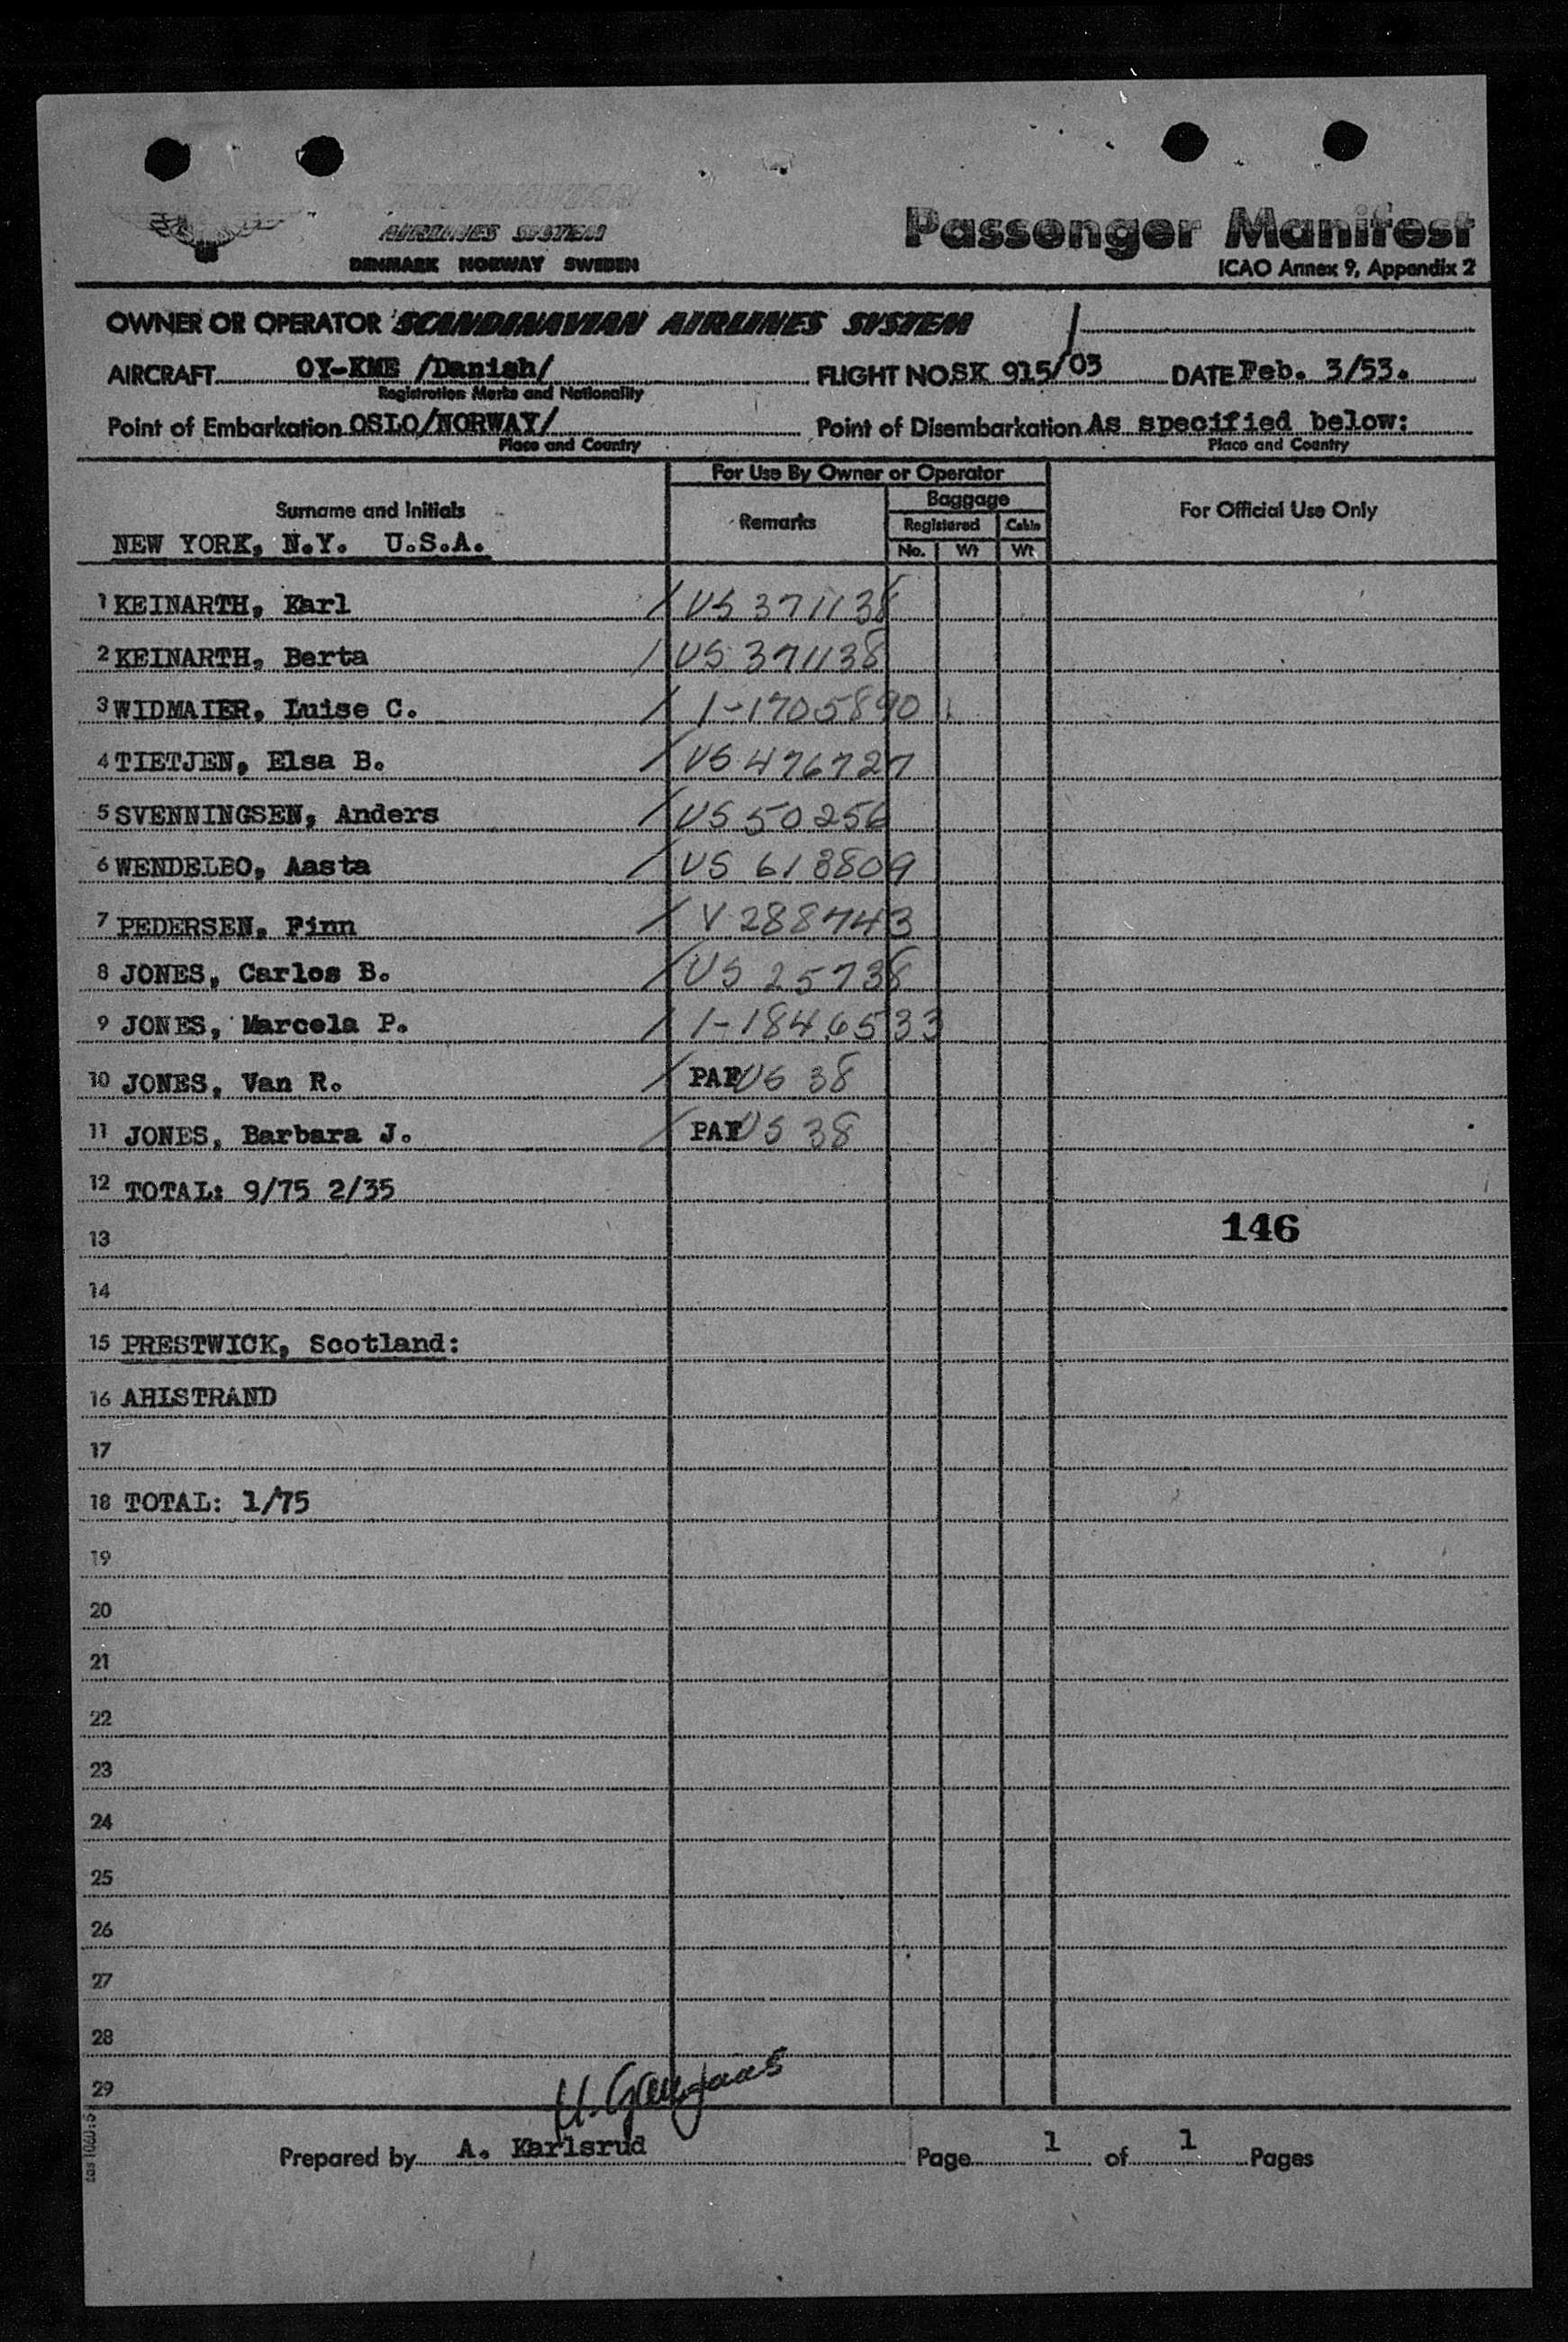 AIRLINES SYSTEM
DENMARK NORWAY SWEDEN
Passenger Manifest
ICAO Annex 9, Appendix 2
OWNER OR OPERATOR SCANDINAVIAN AIRLINES SYSTEM
AIRCRAFT OY-KME /Danish/ FLIGHT NO. SK 915/03 DATE Feb. 3/53.
Registration Marks and Nationality
Point of Embarkation OSLO/NORWAY/ Point of Disembarkation As specified below:
Place and Country Place and Country
For Use By Owner or Operator
Surname and Initials Remarks Baggage For Official Use Only
Registered Cabin
NEW YORK, N.Y. U.S.A. No. Wt Wt
1 KEINARTH, Karl / US 371138
2 KEINARTH, Berta / US 371138
3 WIDMAIER, Luise C. / 1-1705890
4 TIETJEN, Elsa B. / US 476727
5 SVENNINGSEN, Anders / US 50256
6 WENDELBO, Aasta / US 613809
7 PEDERSEN, Finn / V 288743
8 JONES, Carlos B. / US 25738
9 JONES, Marcela P. / 1-1846533
10 JONES, Van R. / US 38
11 JONES, Barbara J. / US 38
12 TOTAL: 9/75 2/35
13 146
14
15 PRESTWICK, Scotland:
16 AHLSTRAND
17
18 TOTAL: 1/75
19
20
21
22
23
24
25
26
27
28
29
Prepared by A. Karlsrud Page 1 of 1 Pages